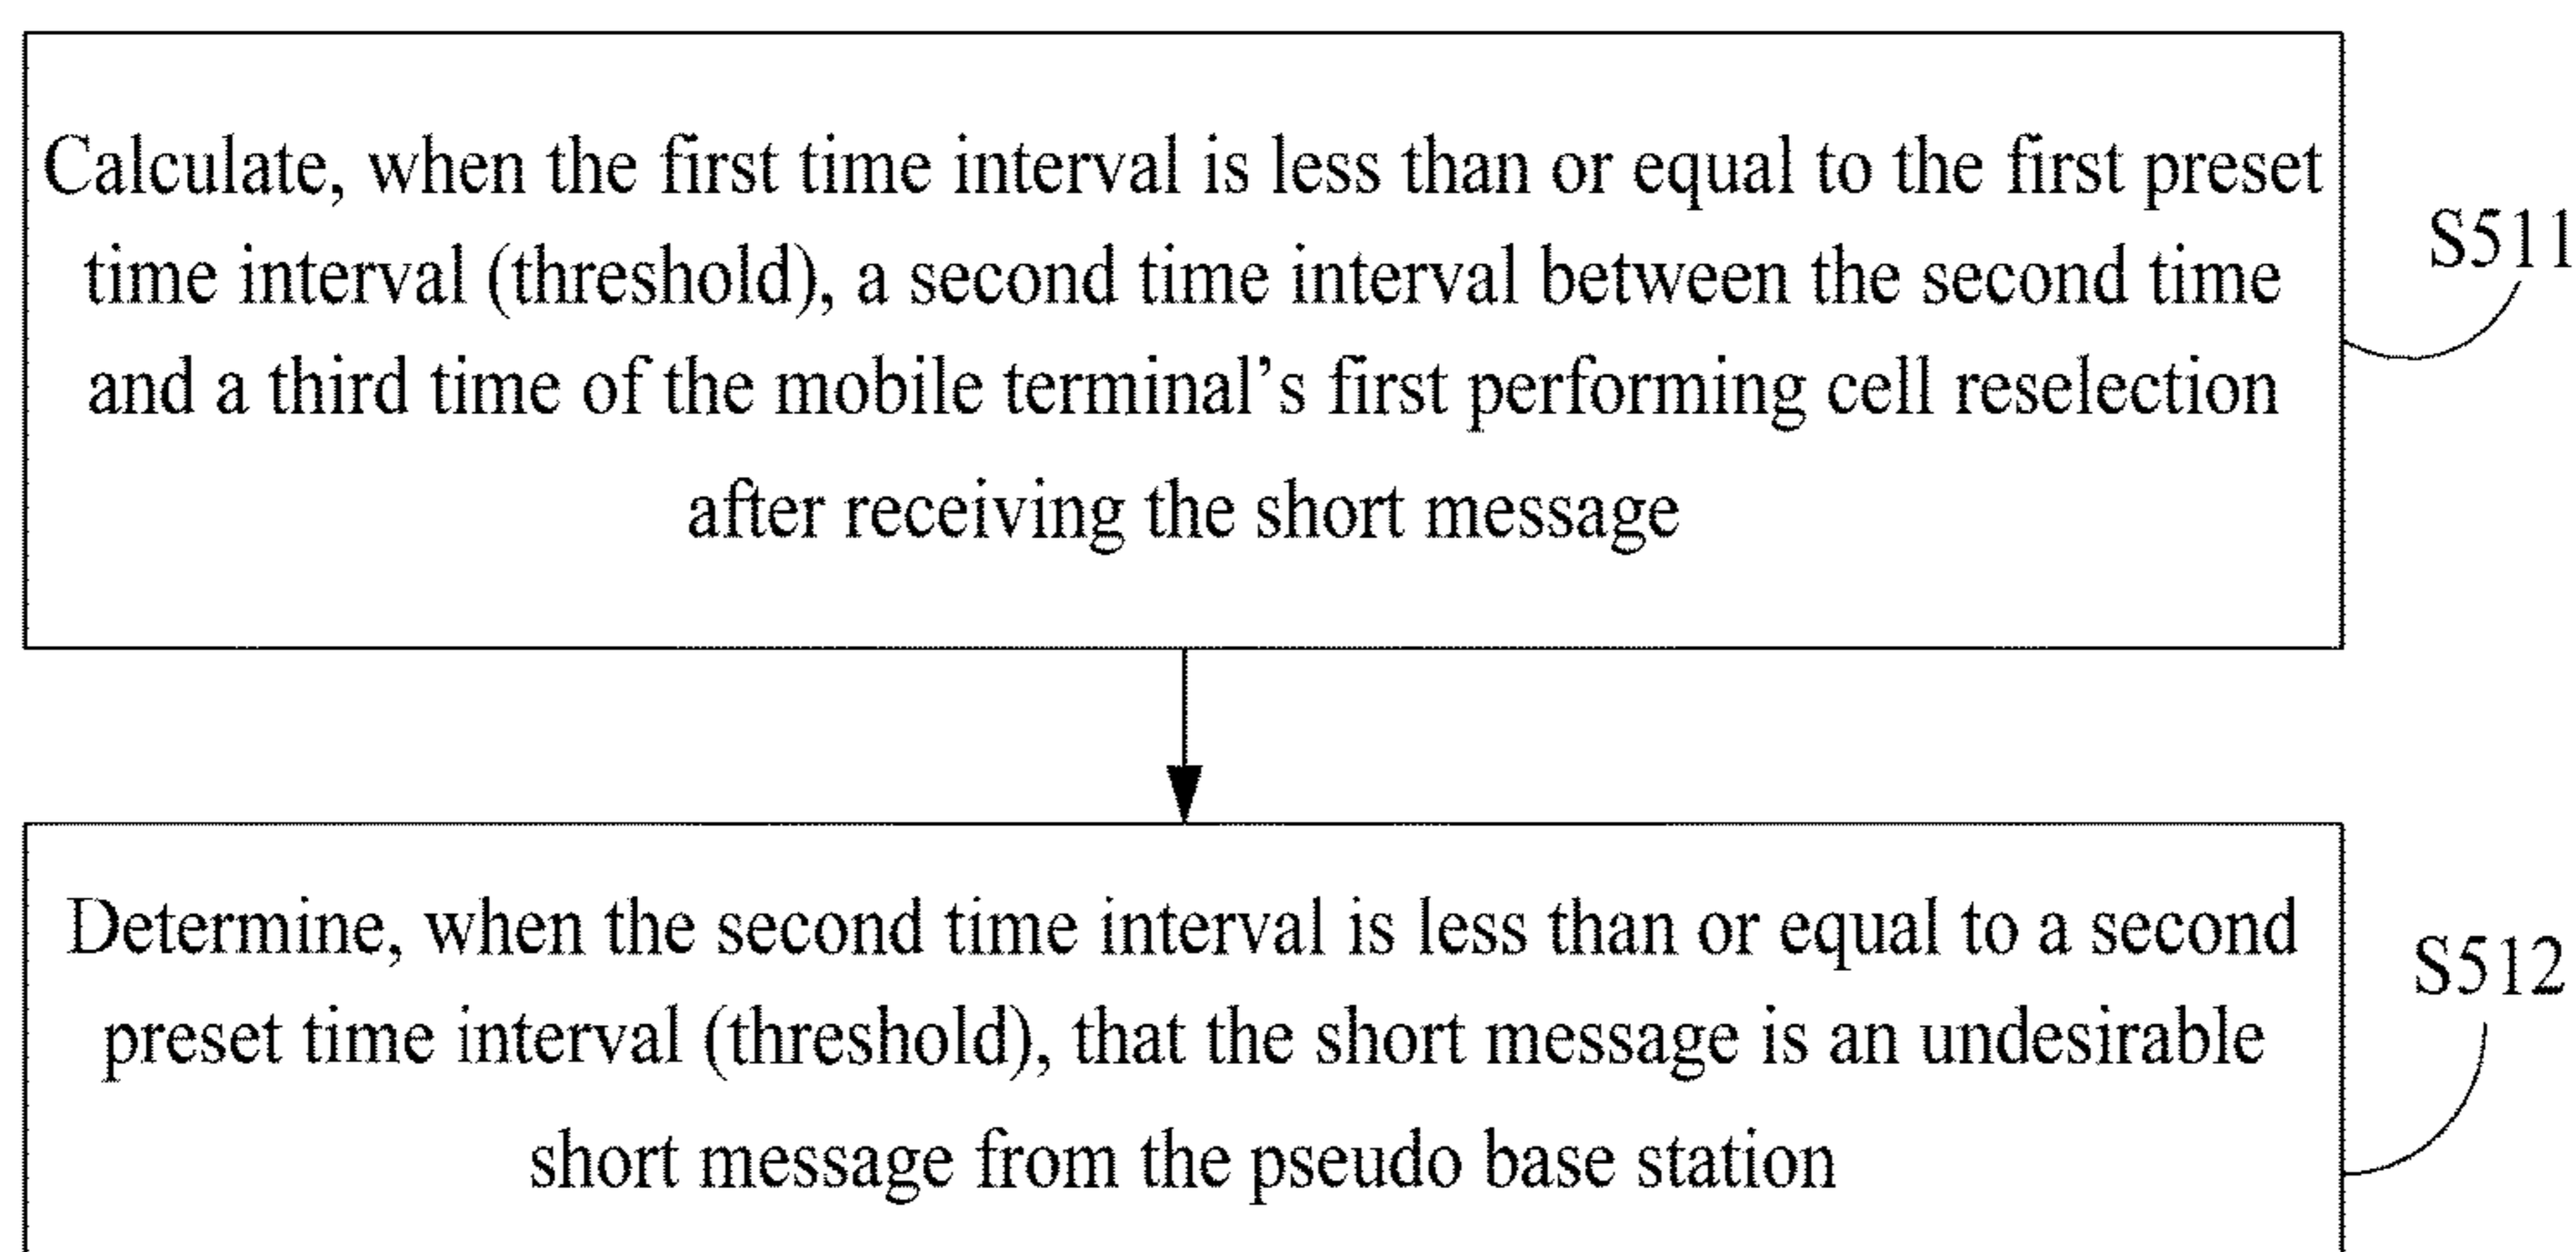 Calculate, when the first time interval is less than or equal to the first preset
time interval (threshold), a second time interval between the second time
and a third time of the mobile terminal’s first performing cell reselection
after receiving the short message
S511
Determine, when the second time interval is less than or equal to a second
preset time interval (threshold), that the short message is an undesirable
short message from the pseudo base station
S512